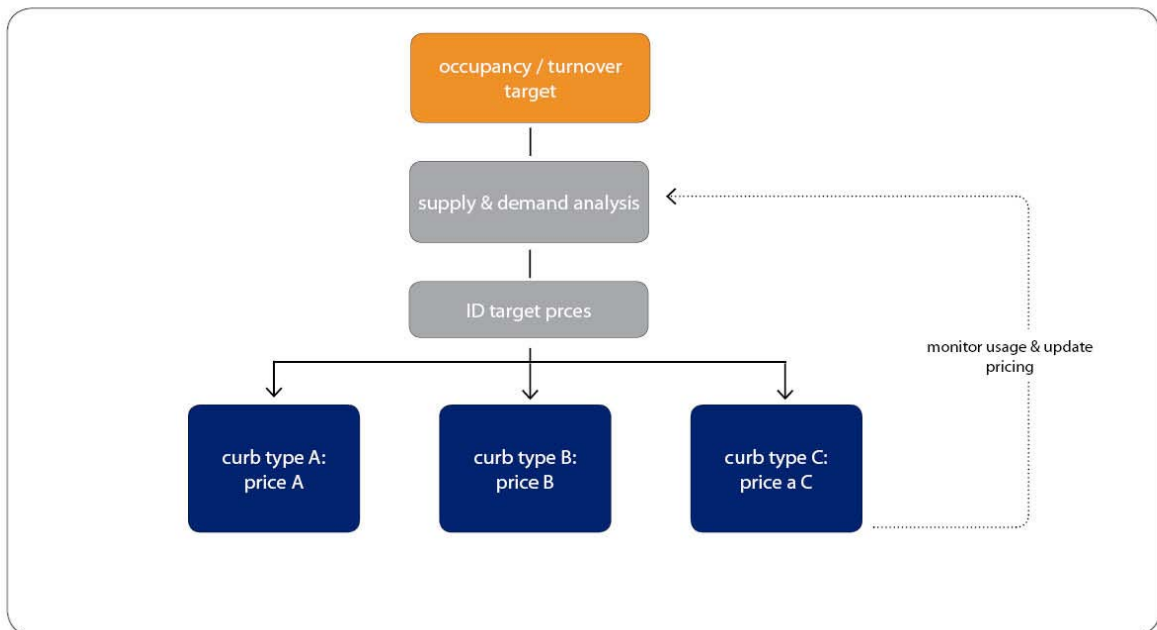 occupancy / turnover
target
supply & demand analysis
ID target prces
monitor usage & update
pricing
curb type A:
price A
curb type B:
price B
curb type C:
price a C